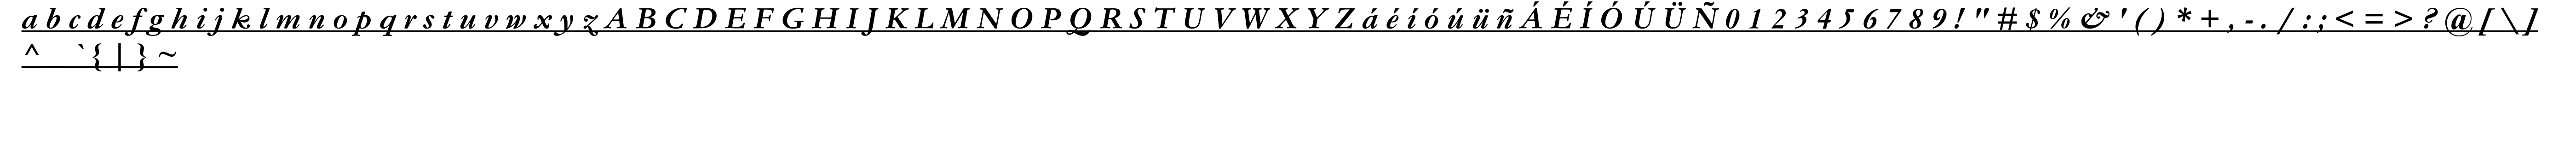 a b c d e f g h i j k l m n o p q r s t u v w x y z A B C D E F G H I J K L M N O P Q R S T U V W X Y Z á é í ó ú ü ñ Á É Í Ó Ú Ü Ñ 0 1 2 3 4 5 6 7 8 9 ! " # $ % & ' ( ) * + , - . / : ; < = > ? @ [ \ ]
^ _ ` { | } ~